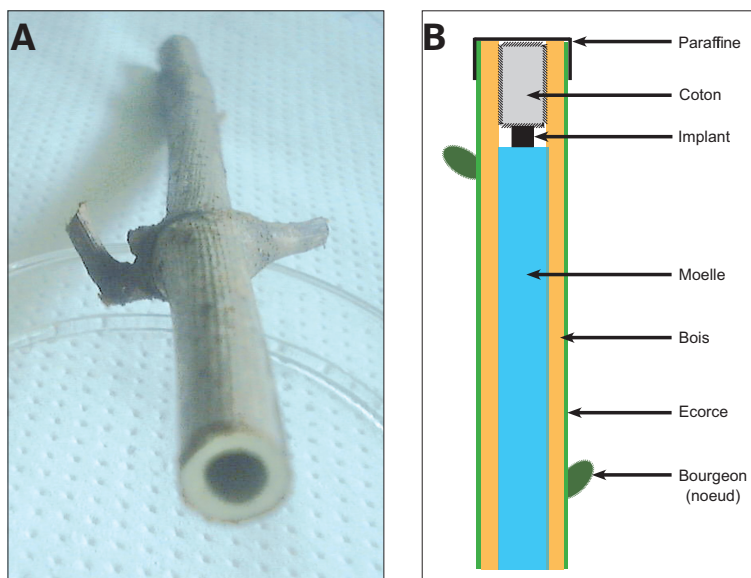 A
B
Paraffine
Coton
Implant
Moelle
Bois
Ecorce
Bourgeon
(noeud)